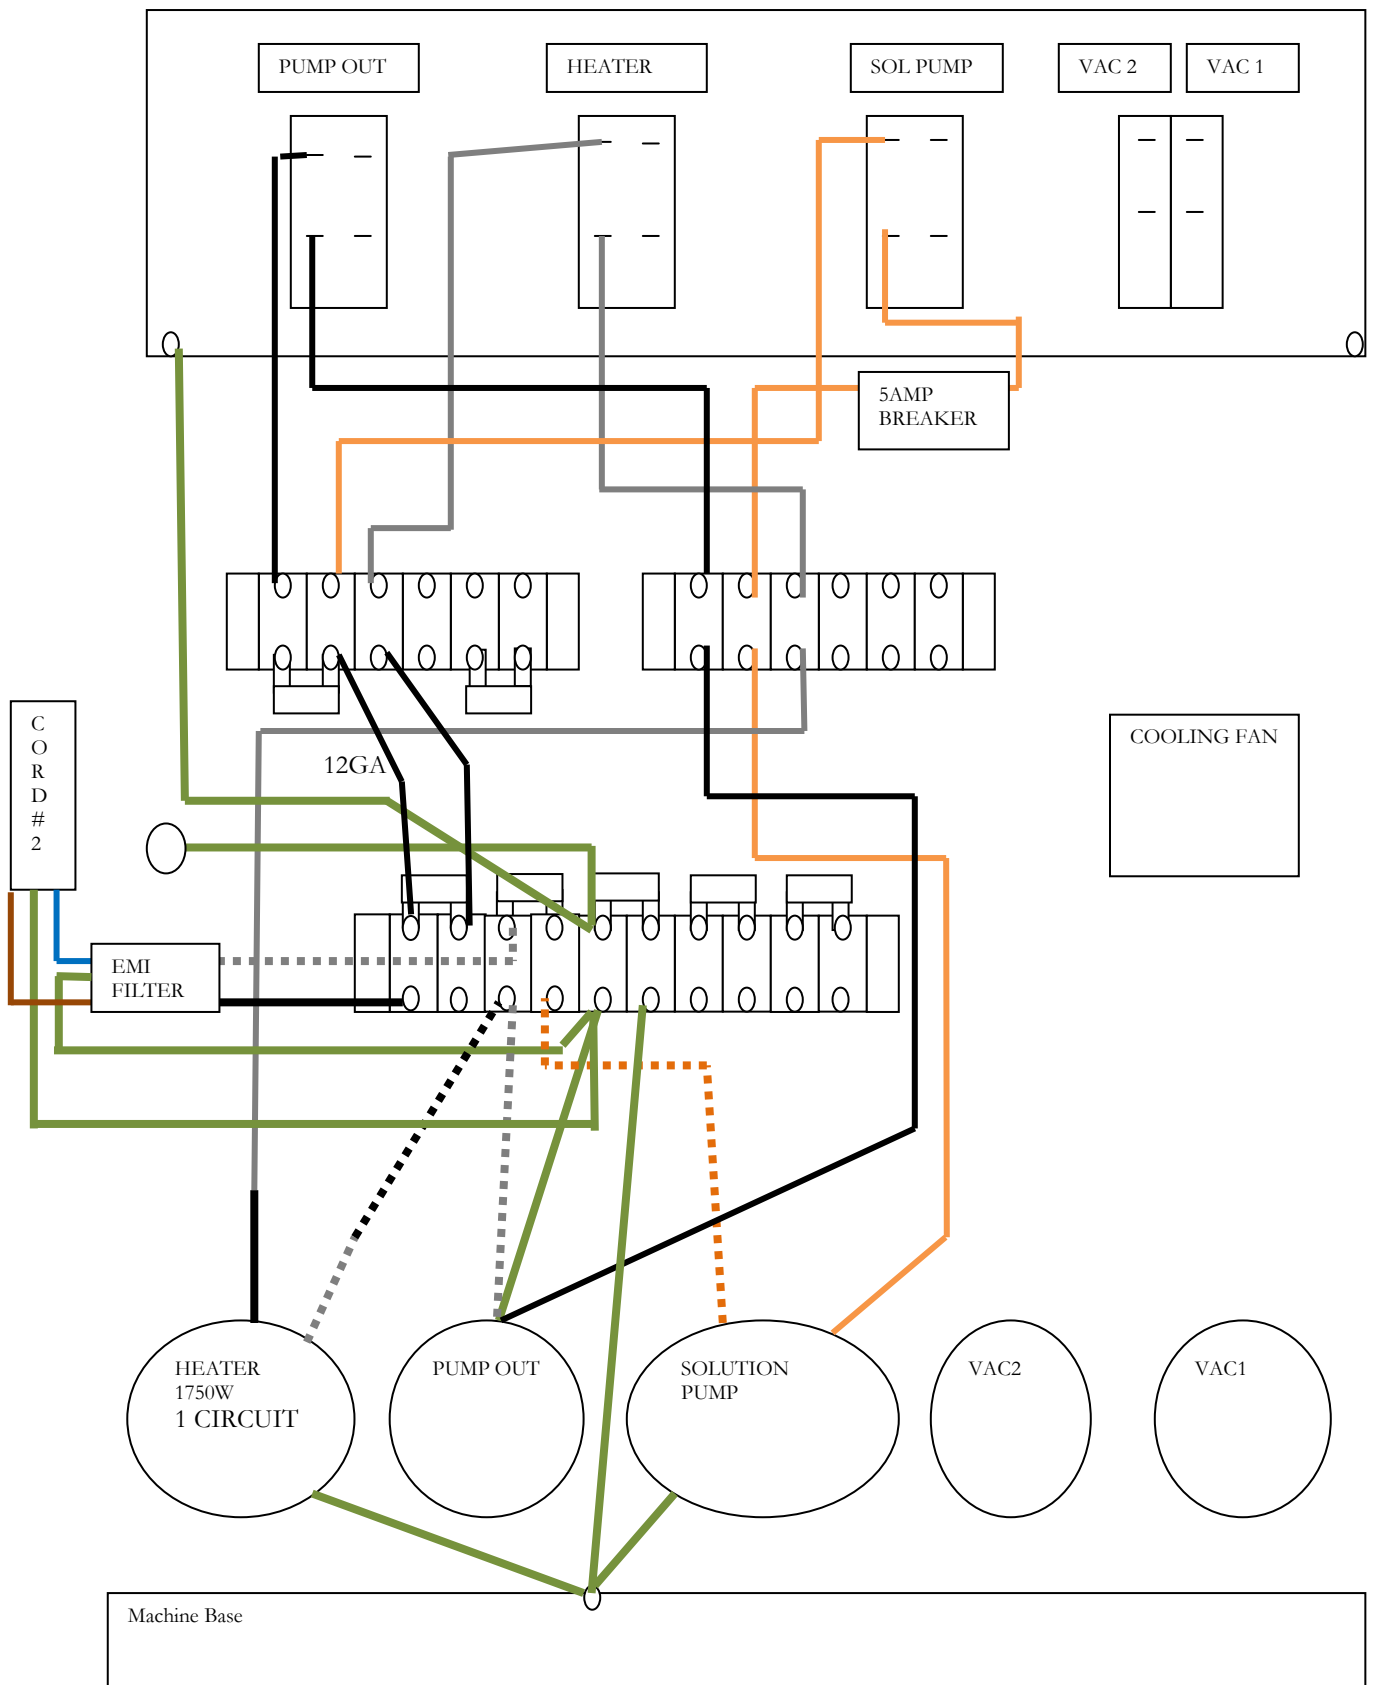 PUMP OUT
HEATER
SOL PUMP
VAC 2
VAC 1
5AMP
BREAKER
C
O
R
D
#
2
COOLING FAN
12GA
EMI
FILTER
HEATER
1750W
1 CIRCUIT
PUMP OUT
SOLUTION
PUMP
VAC2
VAC1
Machine Base